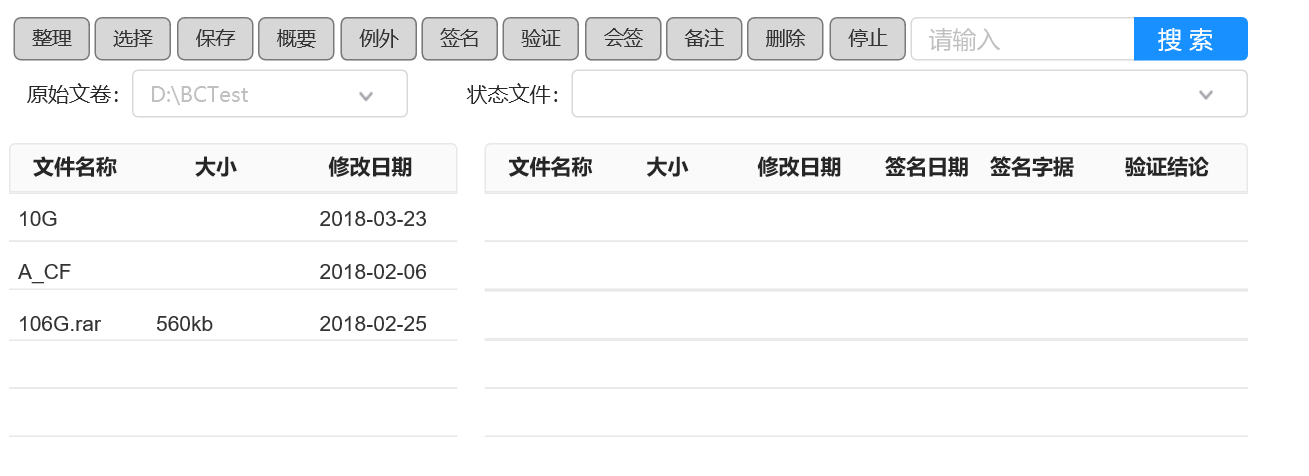 整理 选择 保存 概要 例外 签名 验证 会签 备注 删除 停止 请输入 搜 索
原始文卷： D:\BCTest 状态文件：
文件名称 大小 修改日期 文件名称 大小 修改日期 签名日期 签名字据 验证结论
10G 2018-03-23
A_CF 2018-02-06
106G.rar 560kb 2018-02-25